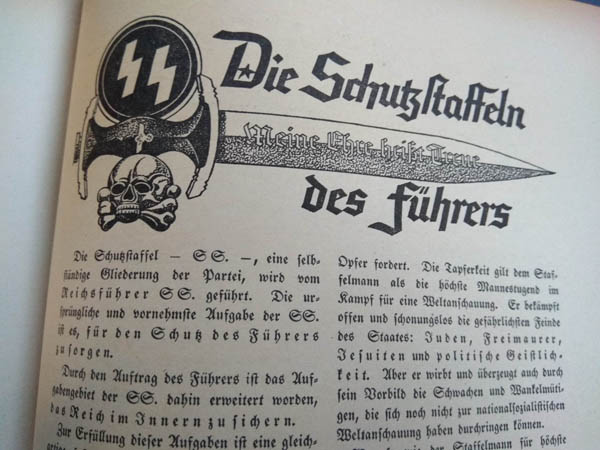 Die Schutzstaffeln
Meine Ehre heißt Treue
des Führers
Die Schutzstaffel — SS. —, eine selb-
ständige Gliederung der Partei, wird vom
Reichsführer SS. geführt. Die ur-
sprüngliche und vornehmste Aufgabe der SS.
ist es, für den Schutz des Führers
zu sorgen.
Durch den Auftrag des Führers ist das Auf-
gabengebiet der SS. dahin erweitert worden,
das Reich im Innern zu sichern.
Zur Erfüllung dieser Aufgaben ist eine gleich-
Opfer fordert. Die Tapferkeit gilt dem Staf-
felmann als die höchste Mannestugend im
Kampf für eine Weltanschauung. Er bekämpft
offen und schonungslos die gefährlichsten Feinde
des Staates: Juden, Freimaurer,
Jesuiten und politische Geistlich-
keit. Aber er wirbt und überzeugt auch durch
sein Vorbild die Schwachen und Wankelmüti-
gen, die sich noch nicht zur nationalsozialistischen
Weltanschauung haben durchringen können.
der Staffelmann für höchste